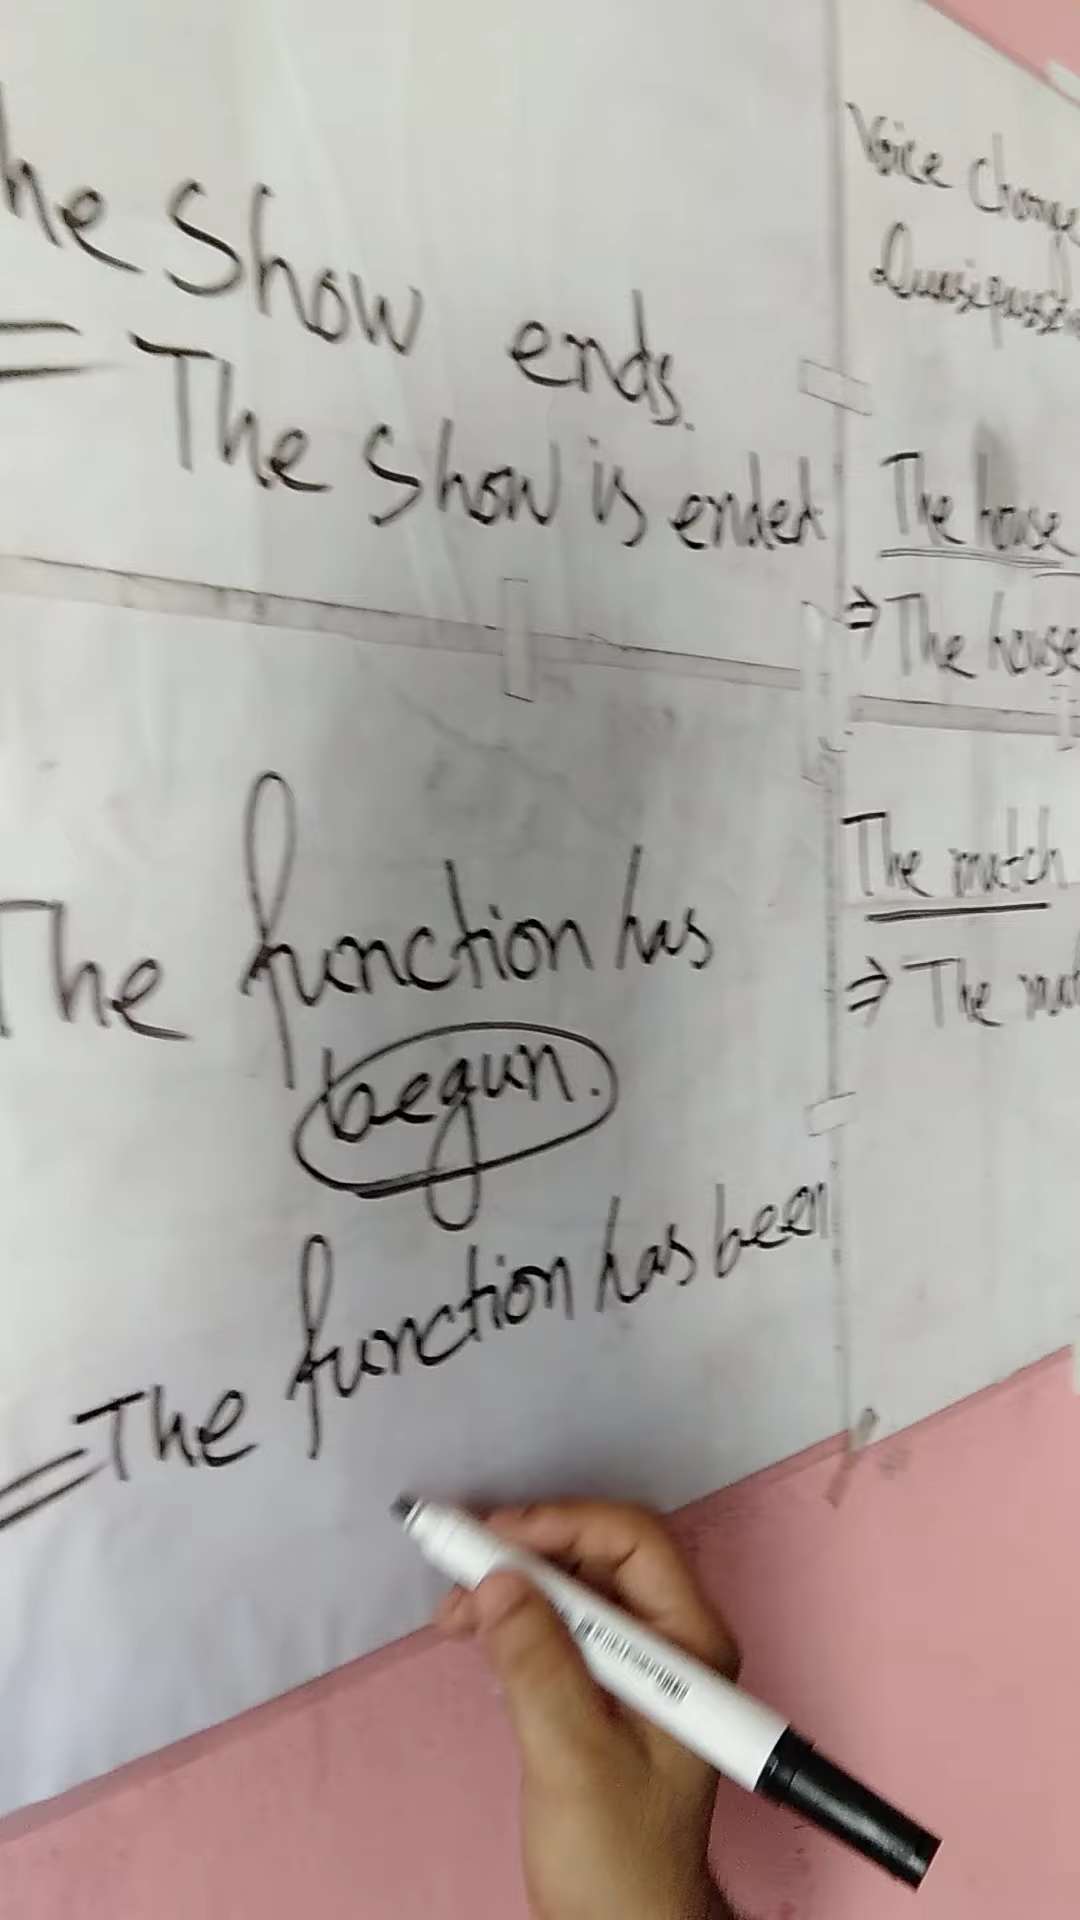 he Show ends.
= The Show is ended
The function has
begun.
= The function has been
Voice Change
The house
⇒ The house
The match
⇒ The mat